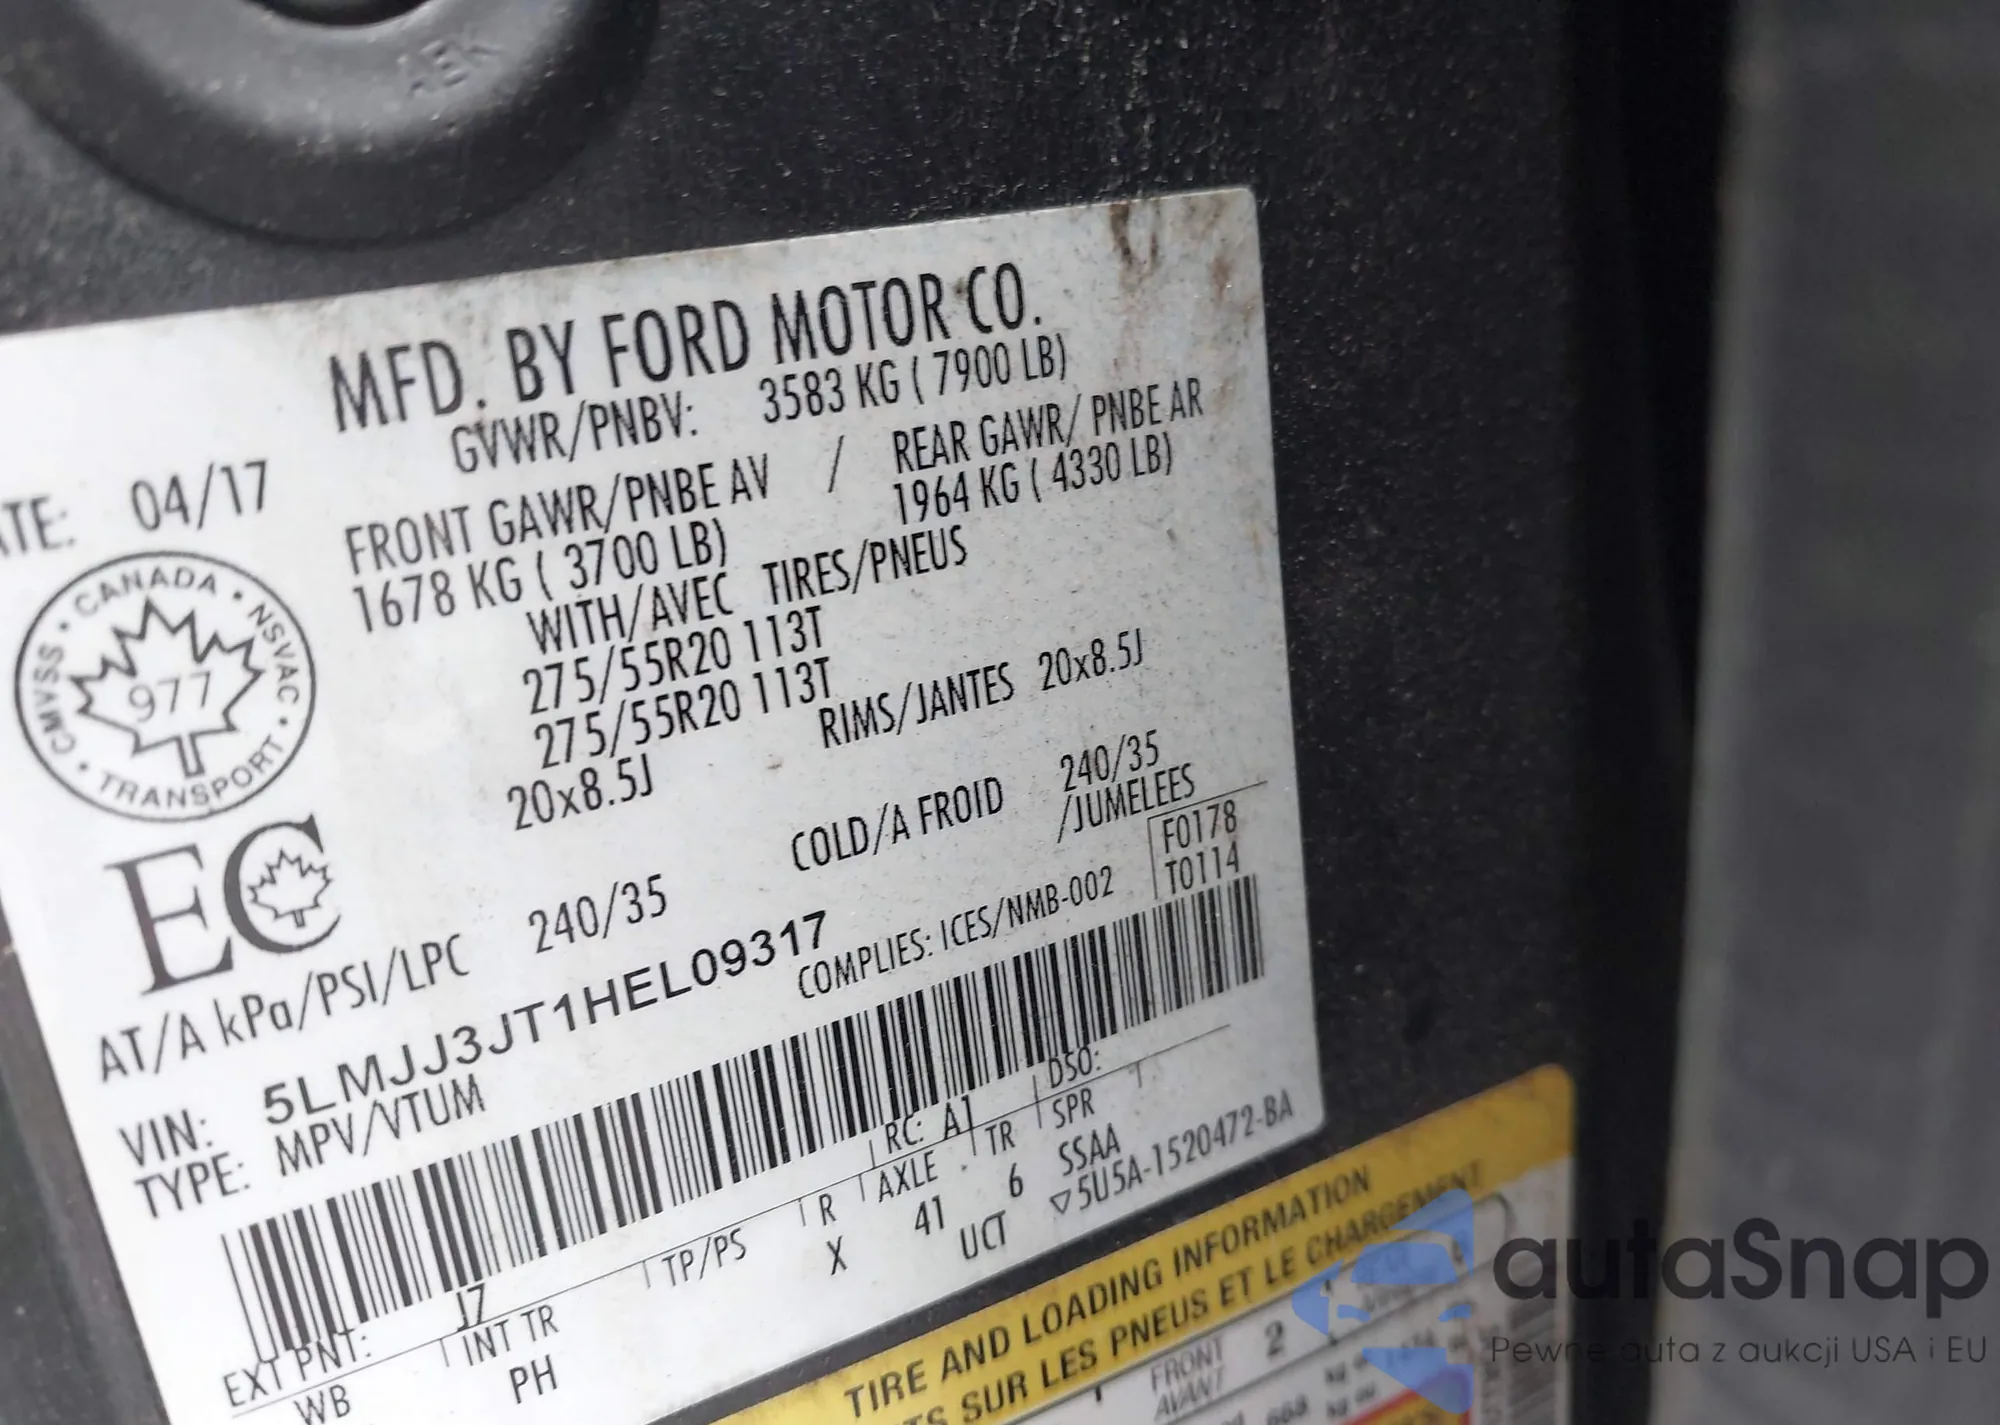 AEK
MFD. BY FORD MOTOR CO.
ATE: 04/17
GVWR/PNBV: 3583 KG ( 7900 LB)
FRONT GAWR/PNBE AV / REAR GAWR/ PNBE AR
1678 KG ( 3700 LB) 1964 KG ( 4330 LB)
WITH/AVEC TIRES/PNEUS
275/55R20 113T
275/55R20 113T
20x8.5J RIMS/JANTES 20x8.5J
CMVSS • CANADA • NSVAC • TRANSPORT •
977
EC
AT/A kPa/PSI/LPC 240/35 COLD/A FROID 240/35
/JUMELEES
F0178
T0114
VIN: 5LMJJ3JT1HEL09317 COMPLIES: ICES/NMB-002
TYPE: MPV/VTUM
EXT PNT: J7 RC: A1 DSO:
WB INT TR TP/PS R AXLE TR SPR
PH X 41 6 SSAA
UCT ▽5U5A-1520472-BA
TIRE AND LOADING INFORMATION
TS SUR LES PNEUS ET LE CHARGEMENT
FRONT 2
AVANT
autaSnap
Pewne auta z aukcji USA i EU